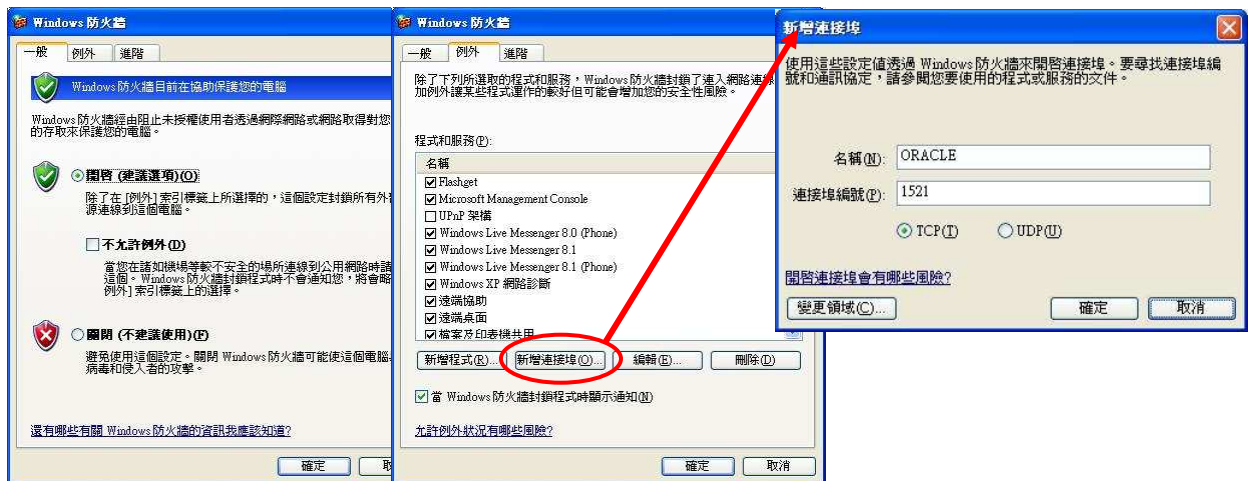 Windows 防火牆
一般
例外
進階
Windows 防火牆目前在協助保護您的電腦
Windows 防火牆經由阻止未授權使用者透過網際網路或網路取得對您
的存取來保護您的電腦。
開啓 (建議選項)(O)
除了在 [例外] 索引標籤上所選擇的，這個設定封鎖所有外
源連線到這個電腦。
不允許例外(D)
當您在諸如機場等較不安全的場所連線到公用網路時請
這個。Windows 防火牆封鎖程式時不會通知您，將會略
例外] 索引標籤上的選擇。
關閉 (不建議使用)(F)
避免使用這個設定。關閉 Windows 防火牆可能使這個電腦
病毒和侵入者的攻擊。
還有哪些有關 Windows 防火牆的資訊我應該知道?
確定
Windows 防火牆
一般
例外
進階
除了下列所選取的程式和服務，Windows 防火牆封鎖了連入網路連線
加例外讓某些程式運作的較好但可能會增加您的安全性風險。
程式和服務(P):
名稱
Flashget
Microsoft Management Console
UPnP 架構
Windows Live Messenger 8.0 (Phone)
Windows Live Messenger 8.1
Windows Live Messenger 8.1 (Phone)
Windows XP 網路診斷
遠端協助
遠端桌面
檔案及印表機共用
新增程式(R)...
新增連接埠(O)...
編輯(E)...
刪除(D)
當 Windows 防火牆封鎖程式時顯示通知(N)
允許例外狀況有哪些風險?
確定
取消
新增連接埠
使用這些設定值透過 Windows 防火牆來開啓連接埠。要尋找連接埠編
號和通訊協定，請參閱您要使用的程式或服務的文件。
名稱(N): ORACLE
連接埠編號(P): 1521
TCP(T)
UDP(U)
開啓連接埠會有哪些風險?
變更領域(C)...
確定
取消